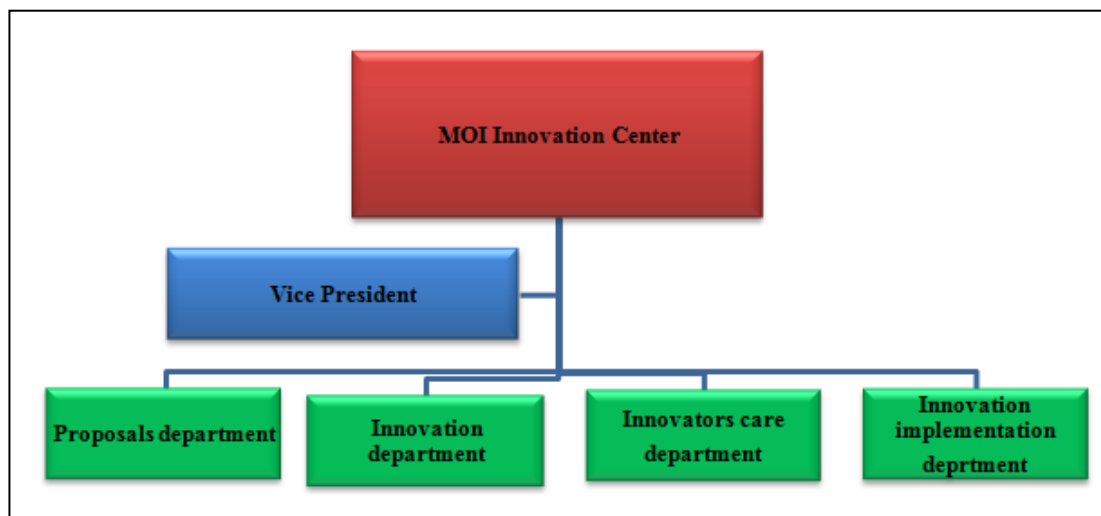 MOI Innovation Center
Vice President
Proposals department
Innovation
department
Innovators care
department
Innovation
implementation
deprtment